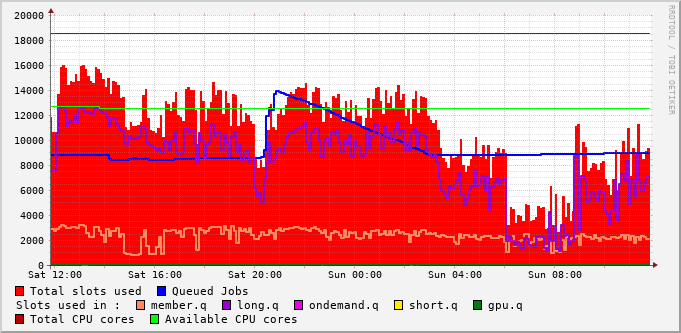 20000
18000
16000
14000
12000
10000
8000
6000
4000
2000
0
Sat 12:00 Sat 16:00 Sat 20:00 Sun 00:00 Sun 04:00 Sun 08:00
RRDTOOL / TOBI OETIKER
Total slots used Queued Jobs
Slots used in : member.q long.q ondemand.q short.q gpu.q
Total CPU cores Available CPU cores